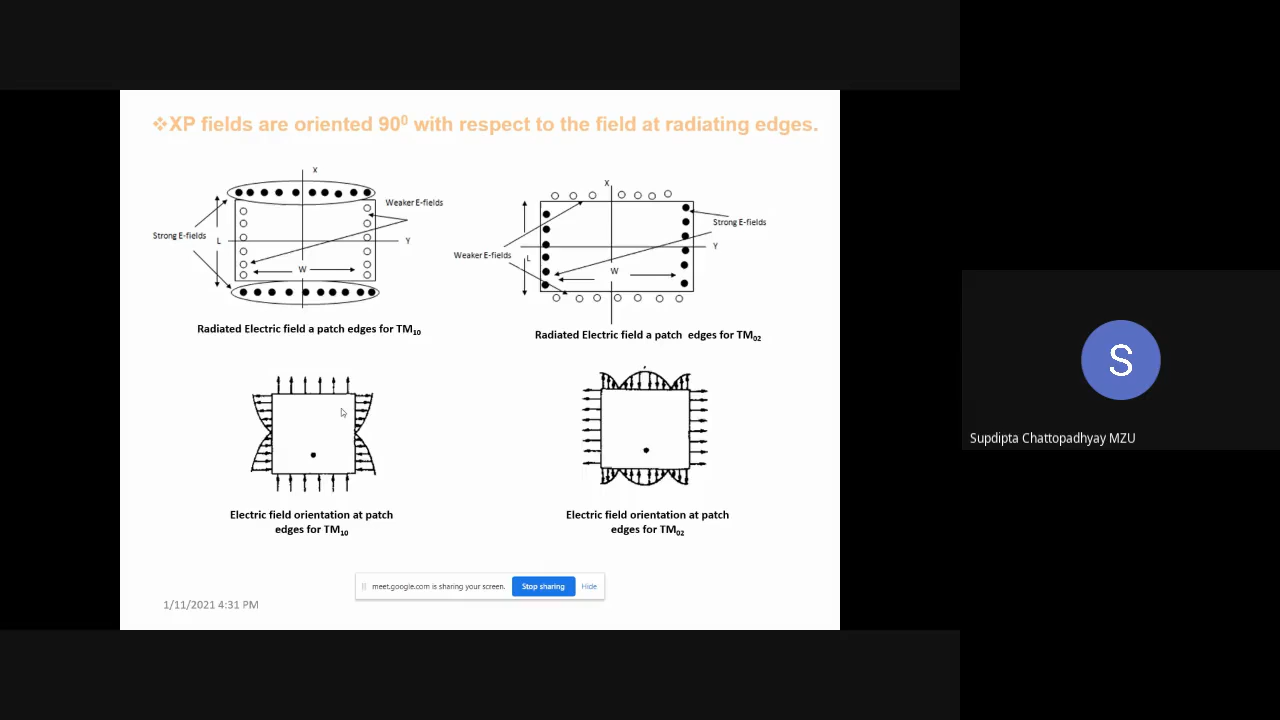 ❖XP fields are oriented 90⁰ with respect to the field at radiating edges.
X
Weaker E-fields
Strong E-fields
L
Y
W
Radiated Electric field a patch edges for TM₁₀
X
Strong E-fields
Weaker E-fields
L
Y
W
Radiated Electric field a patch edges for TM₀₂
Electric field orientation at patch
edges for TM₁₀
Electric field orientation at patch
edges for TM₀₂
meet.google.com is sharing your screen.
Stop sharing
Hide
1/11/2021 4:31 PM
S
Supdipta Chattopadhyay MZU